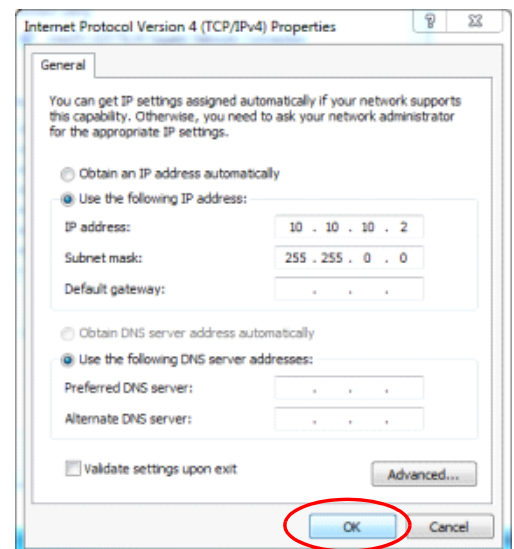 Internet Protocol Version 4 (TCP/IPv4) Properties
General
You can get IP settings assigned automatically if your network supports
this capability. Otherwise, you need to ask your network administrator
for the appropriate IP settings.
Obtain an IP address automatically
Use the following IP address:
IP address: 10 . 10 . 10 . 2
Subnet mask: 255 . 255 . 0 . 0
Default gateway: . . .
Obtain DNS server address automatically
Use the following DNS server addresses:
Preferred DNS server: . . .
Alternate DNS server: . . .
Validate settings upon exit
Advanced...
OK Cancel